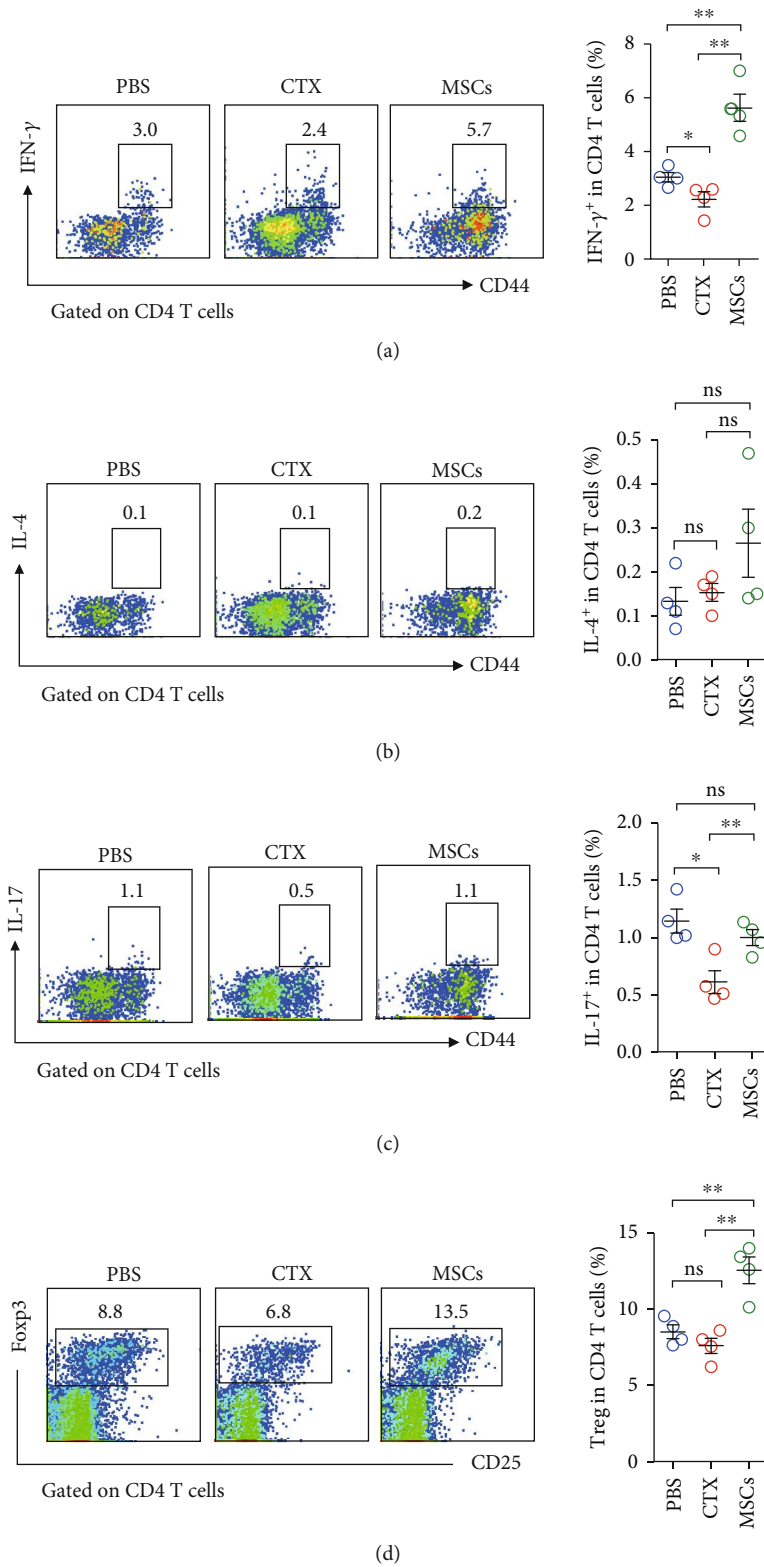 PBS CTX MSCs
3.0 2.4 5.7
IFN-γ
CD44
Gated on CD4 T cells
** 
**
*
8
6
4
2
0
IFN-γ⁺ in CD4 T cells (%)
PBS
CTX
MSCs
(a)
PBS CTX MSCs
0.1 0.1 0.2
IL-4
CD44
Gated on CD4 T cells
ns
ns
ns
0.5
0.4
0.3
0.2
0.1
0.0
IL-4⁺ in CD4 T cells (%)
PBS
CTX
MSCs
(b)
PBS CTX MSCs
1.1 0.5 1.1
IL-17
CD44
Gated on CD4 T cells
ns
**
*
2.0
1.5
1.0
0.5
0.0
IL-17⁺ in CD4 T cells (%)
PBS
CTX
MSCs
(c)
PBS CTX MSCs
8.8 6.8 13.5
Foxp3
CD25
Gated on CD4 T cells
**
**
ns
15
10
5
0
Treg in CD4 T cells (%)
PBS
CTX
MSCs
(d)